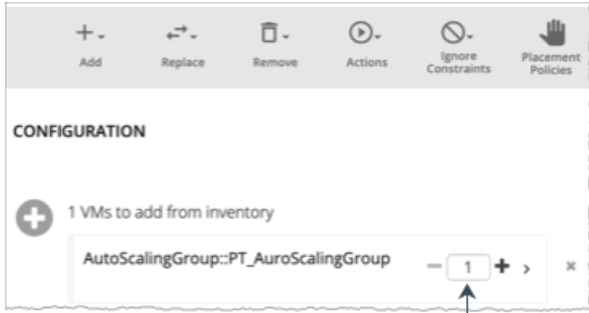 Add
Replace
Remove
Actions
Ignore
Constraints
Placement
Policies
CONFIGURATION
1 VMs to add from inventory
AutoScalingGroup::PT_AuroScalingGroup
1